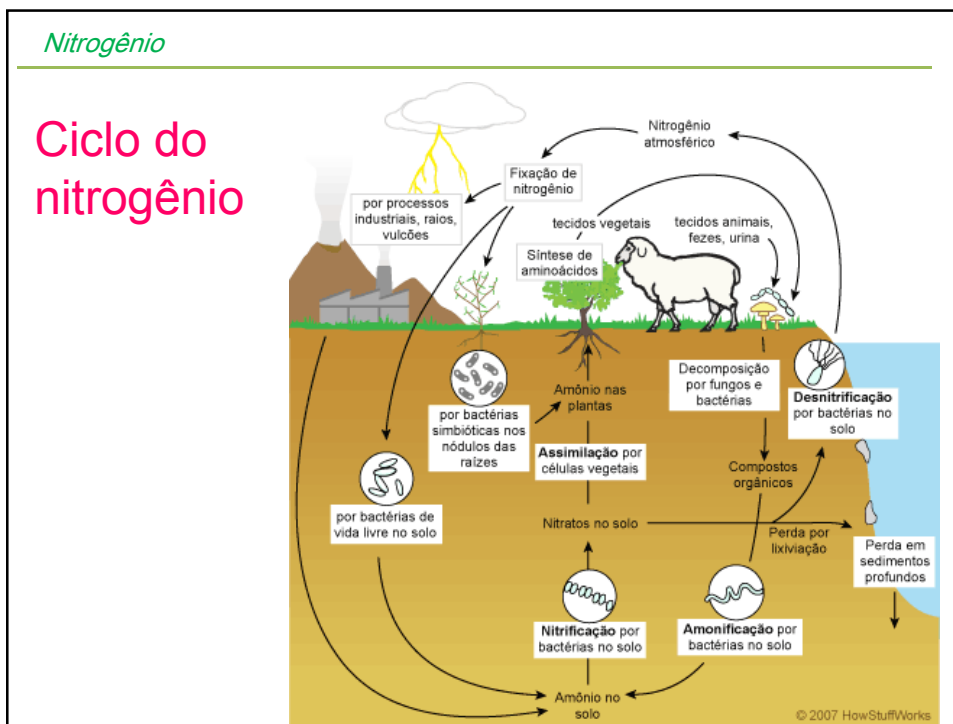 Nitrogênio
Ciclo do
nitrogênio
Nitrogênio
atmosférico
Fixação de
nitrogênio
por processos
industriais, raios,
vulcões
tecidos vegetais
tecidos animais,
fezes, urina
Síntese de
aminoácidos
Decomposição
por fungos e
bactérias
Desnitrificação
por bactérias no
solo
Amônio nas
plantas
por bactérias
simbióticas nos
nódulos das
raízes
Assimilação por
células vegetais
Compostos
orgânicos
por bactérias de
vida livre no solo
Nitratos no solo
Perda por
lixiviação
Perda em
sedimentos
profundos
Nitrificação por
bactérias no solo
Amonificação por
bactérias no solo
Amônio no
solo
© 2007 HowStuffWorks